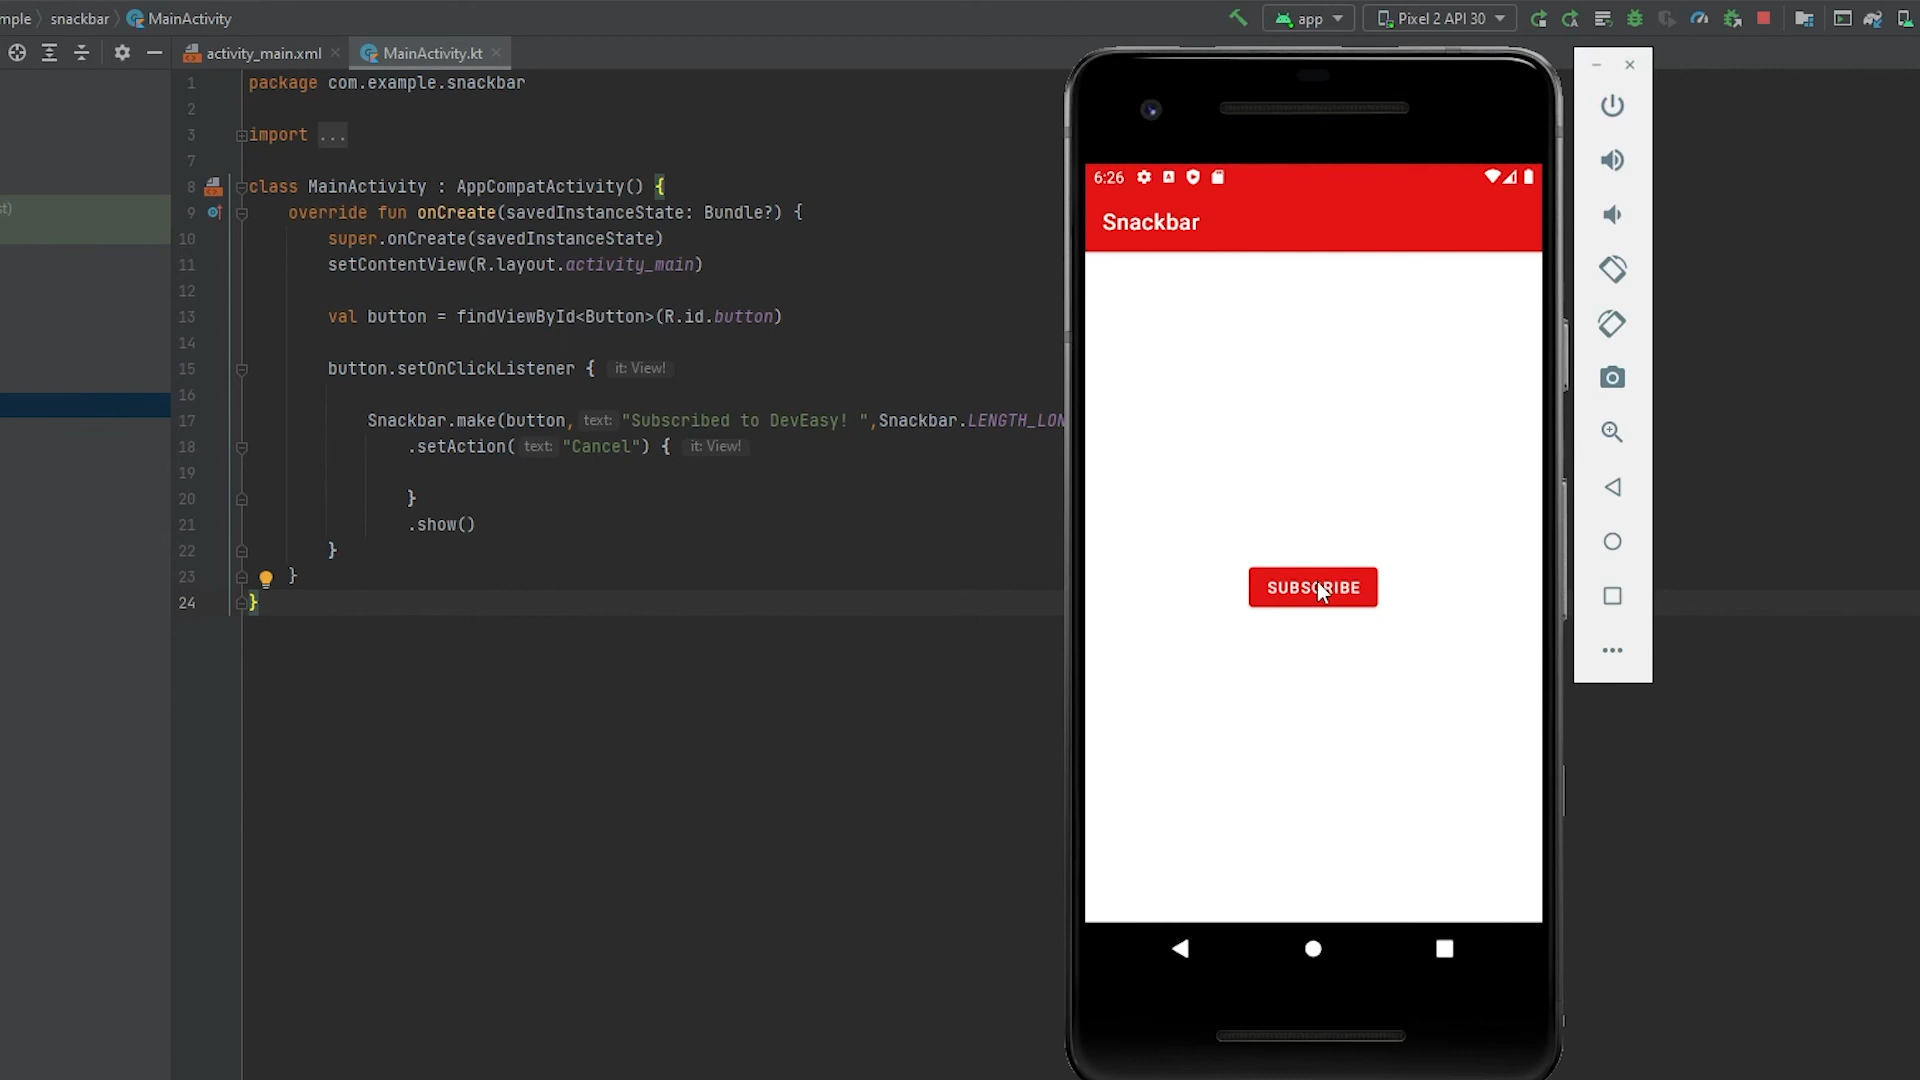 mple snackbar MainActivity
app Pixel 2 API 30
activity_main.xml MainActivity.kt
st)
1 package com.example.snackbar
2
3 import ...
7
8 class MainActivity : AppCompatActivity() {
9 override fun onCreate(savedInstanceState: Bundle?) {
10 super.onCreate(savedInstanceState)
11 setContentView(R.layout.activity_main)
12
13 val button = findViewById<Button>(R.id.button)
14
15 button.setOnClickListener { it: View!
16
17 Snackbar.make(button, text: "Subscribed to DevEasy! ",Snackbar.LENGTH_LON
18 .setAction( text: "Cancel") { it: View!
19
20 }
21 .show()
22 }
23 }
24 }
6:26
Snackbar
SUBSCRIBE